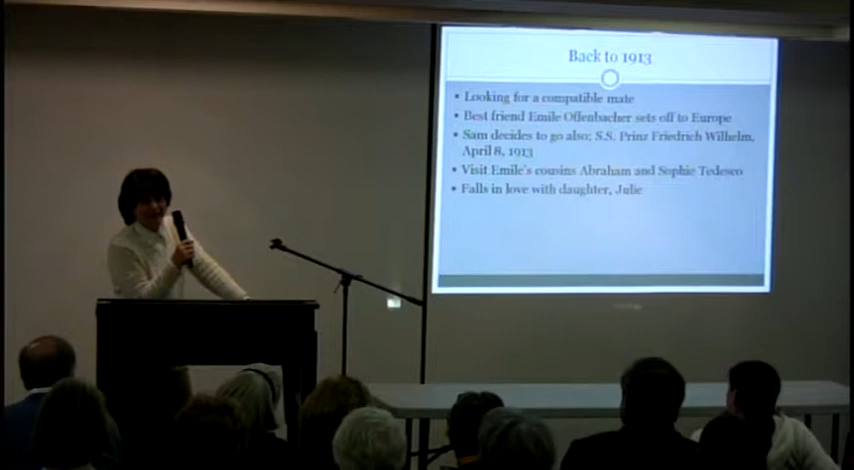 Back to 1913
▪ Looking for a compatible mate
▪ Best friend Emile Offenbacher sets off to Europe
▪ Sam decides to go also; S.S. Prinz Friedrich Wilhelm,
April 8, 1913
▪ Visit Emile's cousins Abraham and Sophie Tedesco
▪ Falls in love with daughter, Julie